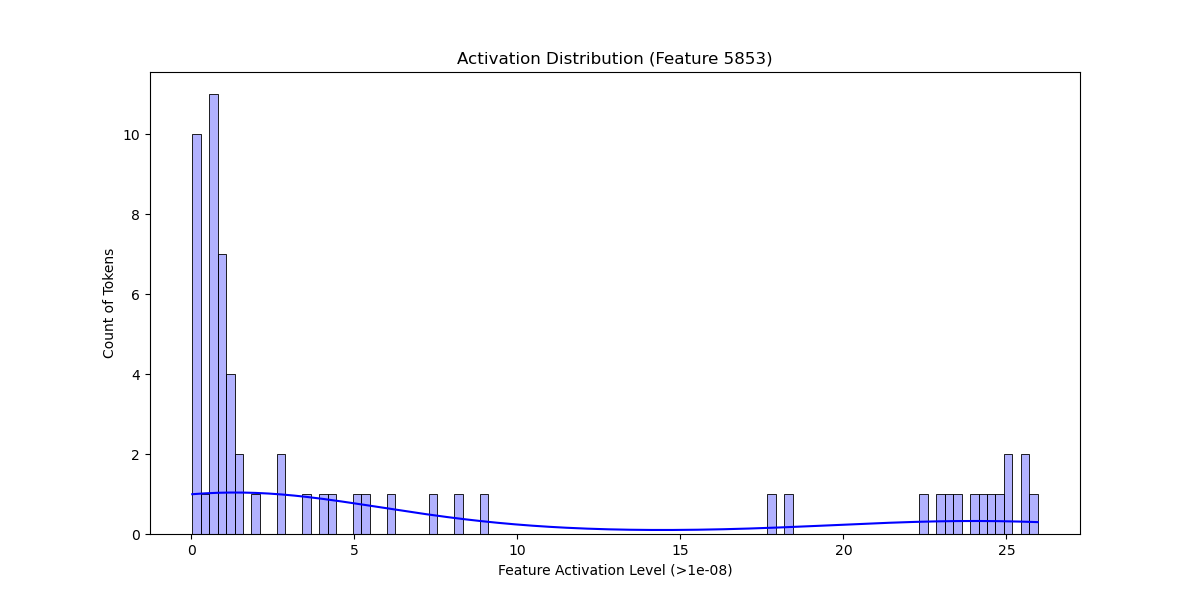 Activation Distribution (Feature 5853)
Count of Tokens
10
8
6
4
2
0
0 5 10 15 20 25
Feature Activation Level (>1e-08)